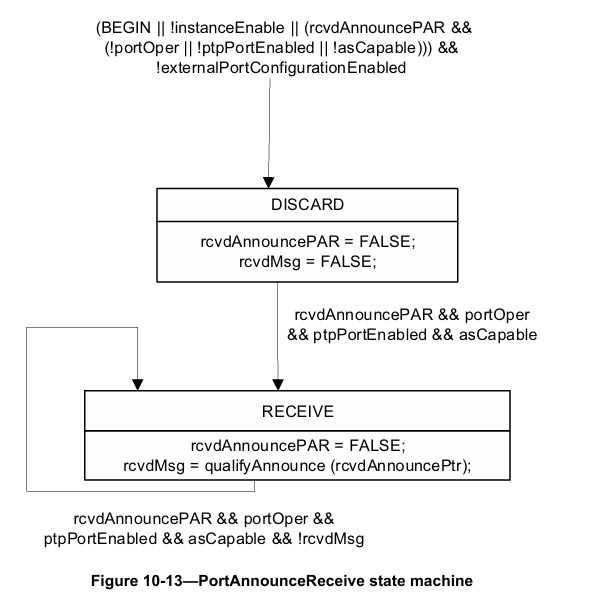 (BEGIN || !instanceEnable || (rcvdAnnouncePAR &&
(!portOper || !ptpPortEnabled || !asCapable))) &&
!externalPortConfigurationEnabled
DISCARD
rcvdAnnouncePAR = FALSE;
rcvdMsg = FALSE;
rcvdAnnouncePAR && portOper
&& ptpPortEnabled && asCapable
RECEIVE
rcvdAnnouncePAR = FALSE;
rcvdMsg = qualifyAnnounce (rcvdAnnouncePtr);
rcvdAnnouncePAR && portOper &&
ptpPortEnabled && asCapable && !rcvdMsg
Figure 10-13—PortAnnounceReceive state machine